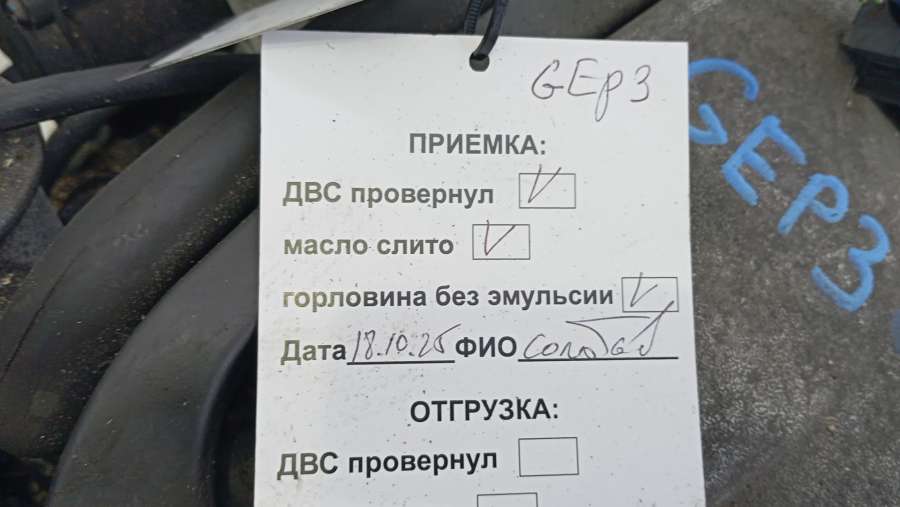 GEP3
ПРИЕМКА:
ДВС провернул
масло слито
горловина без эмульсии
Дата 18.10.25 ФИО
ОТГРУЗКА:
ДВС провернул
GEP3